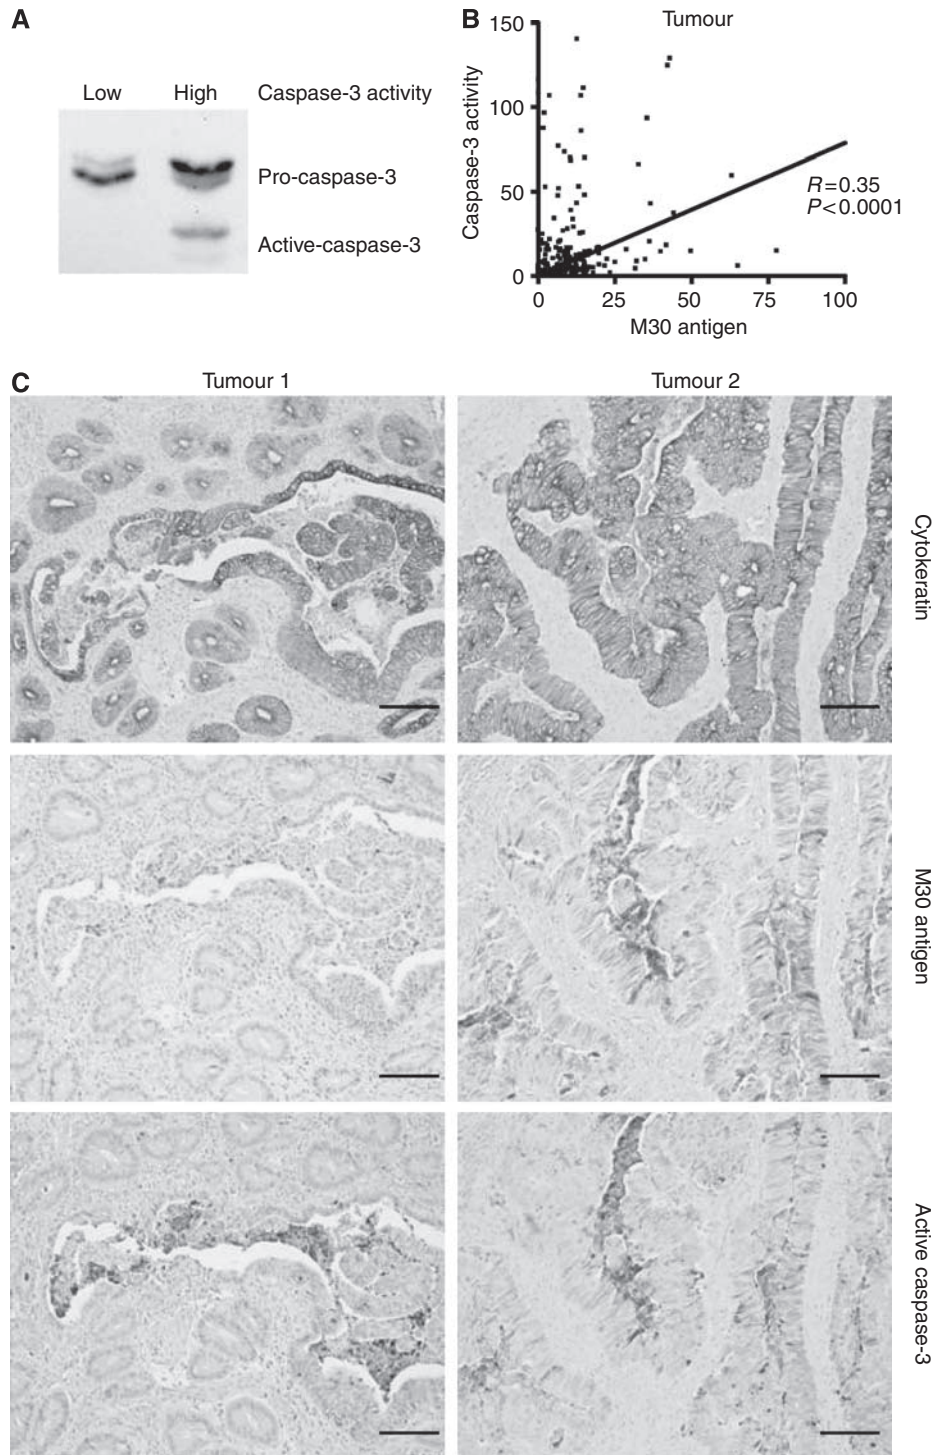 A
Low High Caspase-3 activity
Pro-caspase-3
Active-caspase-3
B
Tumour
Caspase-3 activity
150
100
50
0
R=0.35
P<0.0001
0 25 50 75 100
M30 antigen
C
Tumour 1 Tumour 2
Cytokeratin
M30 antigen
Active caspase-3